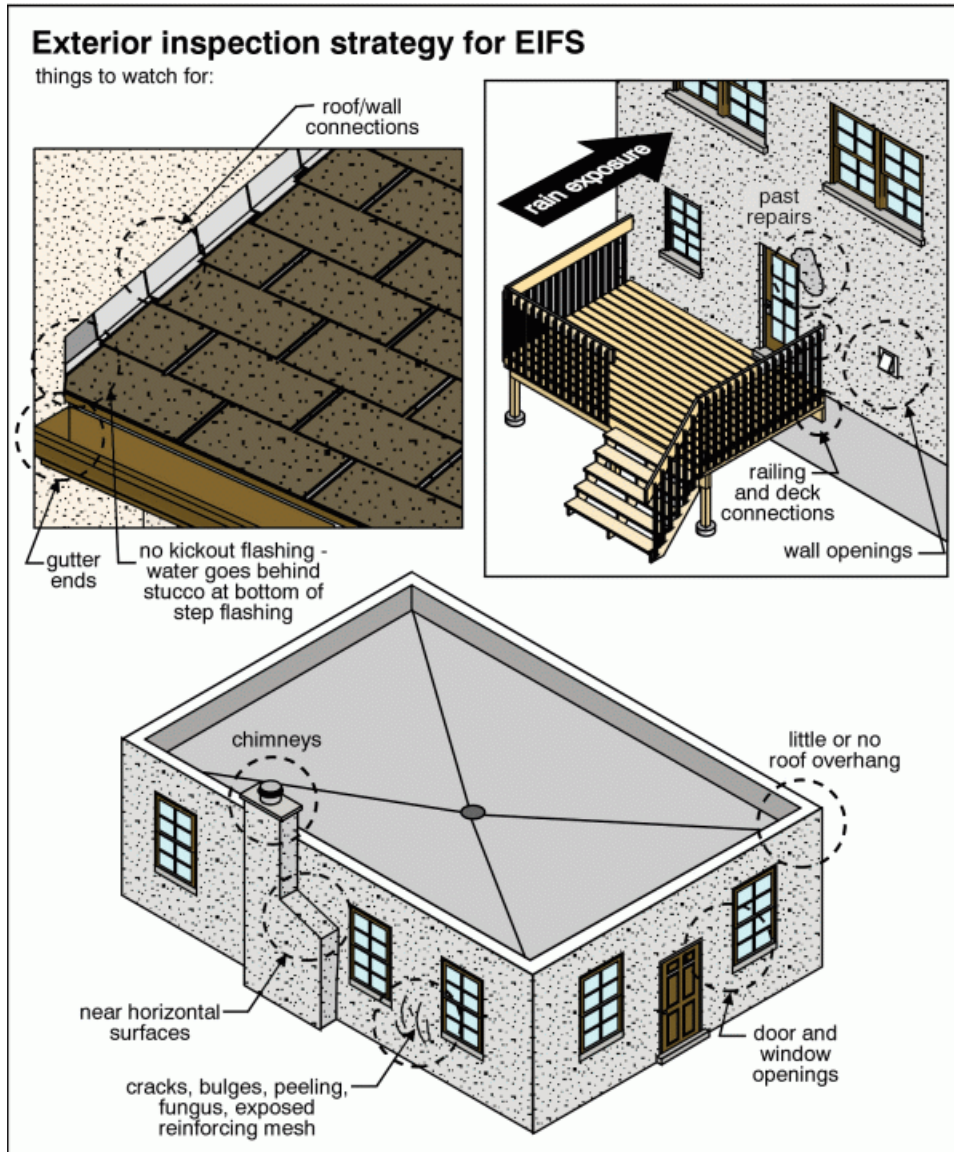 Exterior inspection strategy for EIFS
things to watch for:
roof/wall
connections
gutter
ends
no kickout flashing -
water goes behind
stucco at bottom of
step flashing
rain exposure
past
repairs
railing
and deck
connections
wall openings
chimneys
little or no
roof overhang
near horizontal
surfaces
cracks, bulges, peeling,
fungus, exposed
reinforcing mesh
door and
window
openings